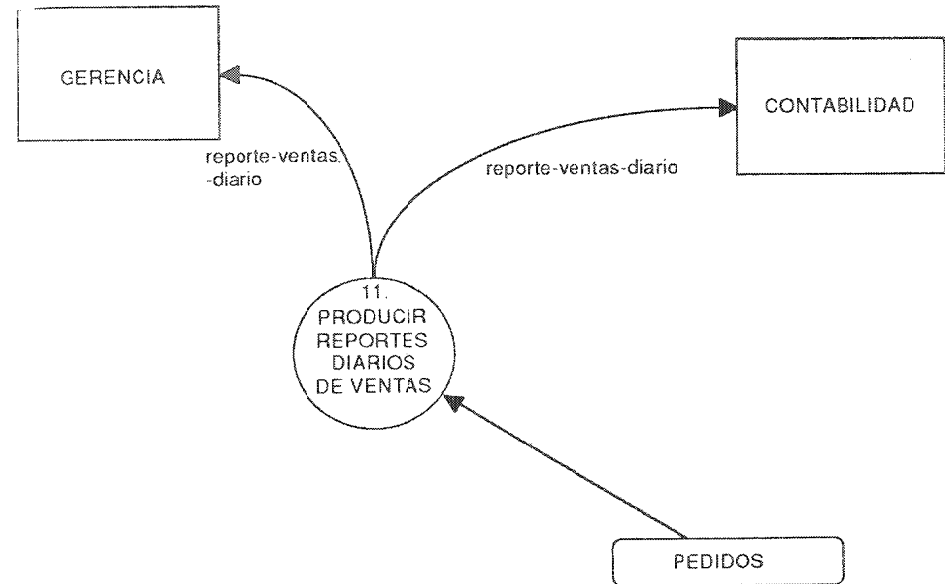 GERENCIA
CONTABILIDAD
reporte-ventas
-diario
reporte-ventas-diario
11.
PRODUCIR
REPORTES
DIARIOS
DE VENTAS
PEDIDOS